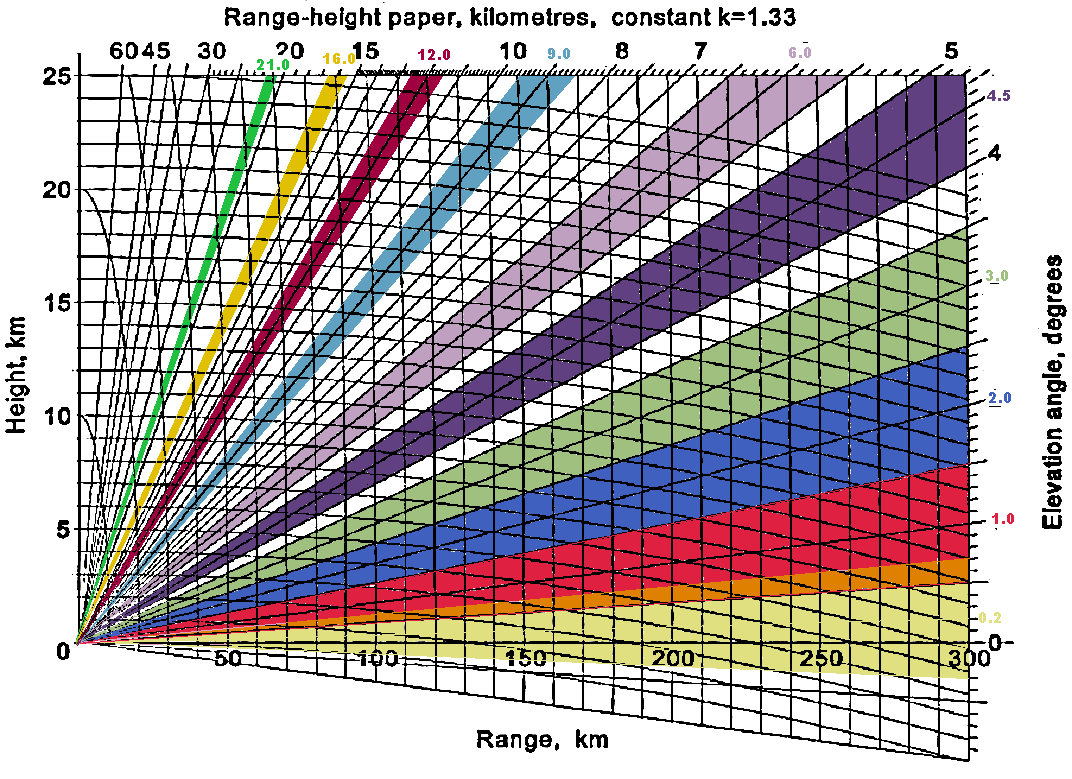 Range-height paper, kilometres, constant k=1.33
60 45 30 21.0 20 16.0 15 12.0 10 9.0 8 7 6.0 5
25
4.5
4
20
3.0
15
2.0
10
1.0
5
0.2
0
0
50 100 150 200 250 300
Height, km
Elevation angle, degrees
Range, km